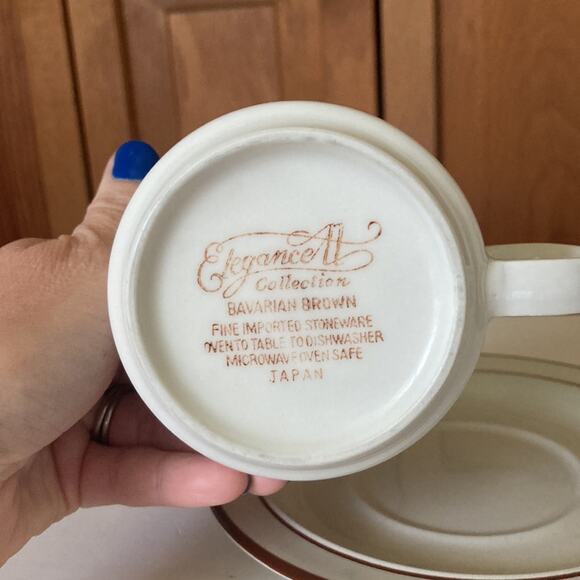 Elegance II
Collection
BAVARIAN BROWN
FINE IMPORTED STONEWARE
OVEN TO TABLE TO DISHWASHER
MICROWAVE OVEN SAFE
JAPAN